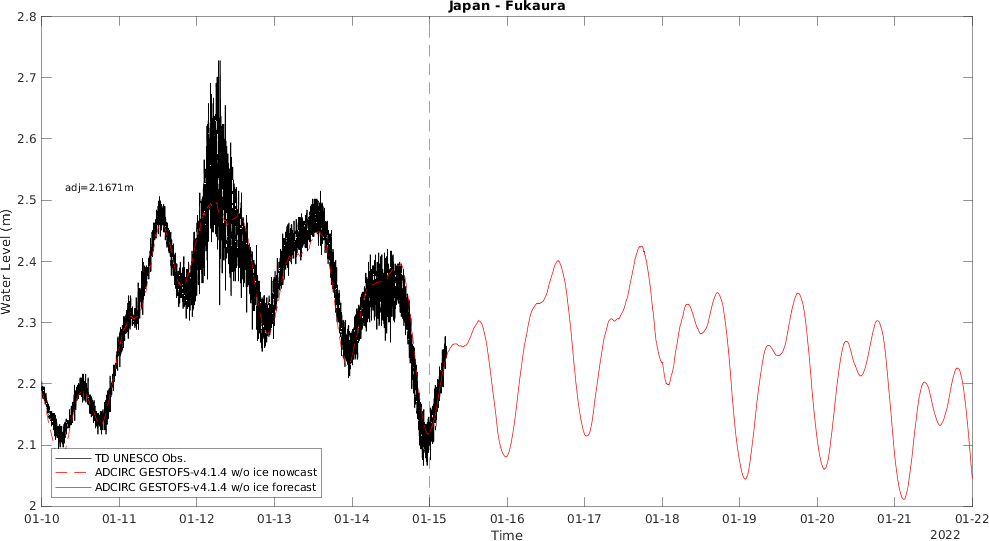 Japan - Fukaura
2.8
2.7
2.6
2.5
2.4
2.3
2.2
2.1
2
Water Level (m)
adj=2.1671m
TD UNESCO Obs.
ADCIRC GESTOFS-v4.1.4 w/o ice nowcast
ADCIRC GESTOFS-v4.1.4 w/o ice forecast
01-10 01-11 01-12 01-13 01-14 01-15 01-16 01-17 01-18 01-19 01-20 01-21 01-22
Time
2022